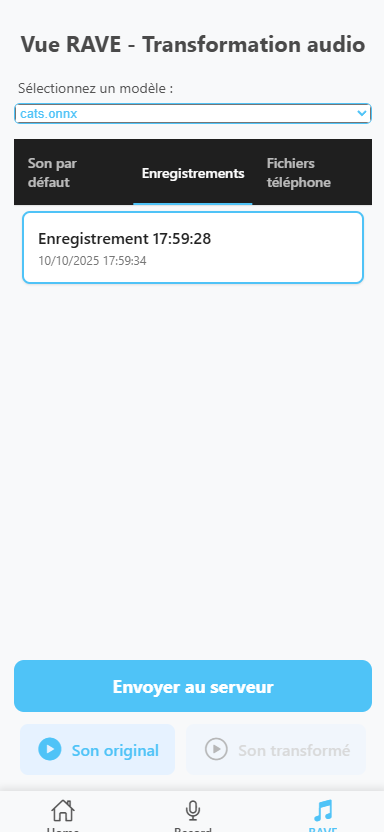 Vue RAVE - Transformation audio
Sélectionnez un modèle :
cats.onnx
Son par
défaut
Enregistrements
Fichiers
téléphone
Enregistrement 17:59:28
10/10/2025 17:59:34
Envoyer au serveur
Son original
Son transformé
Home
Record
RAVE